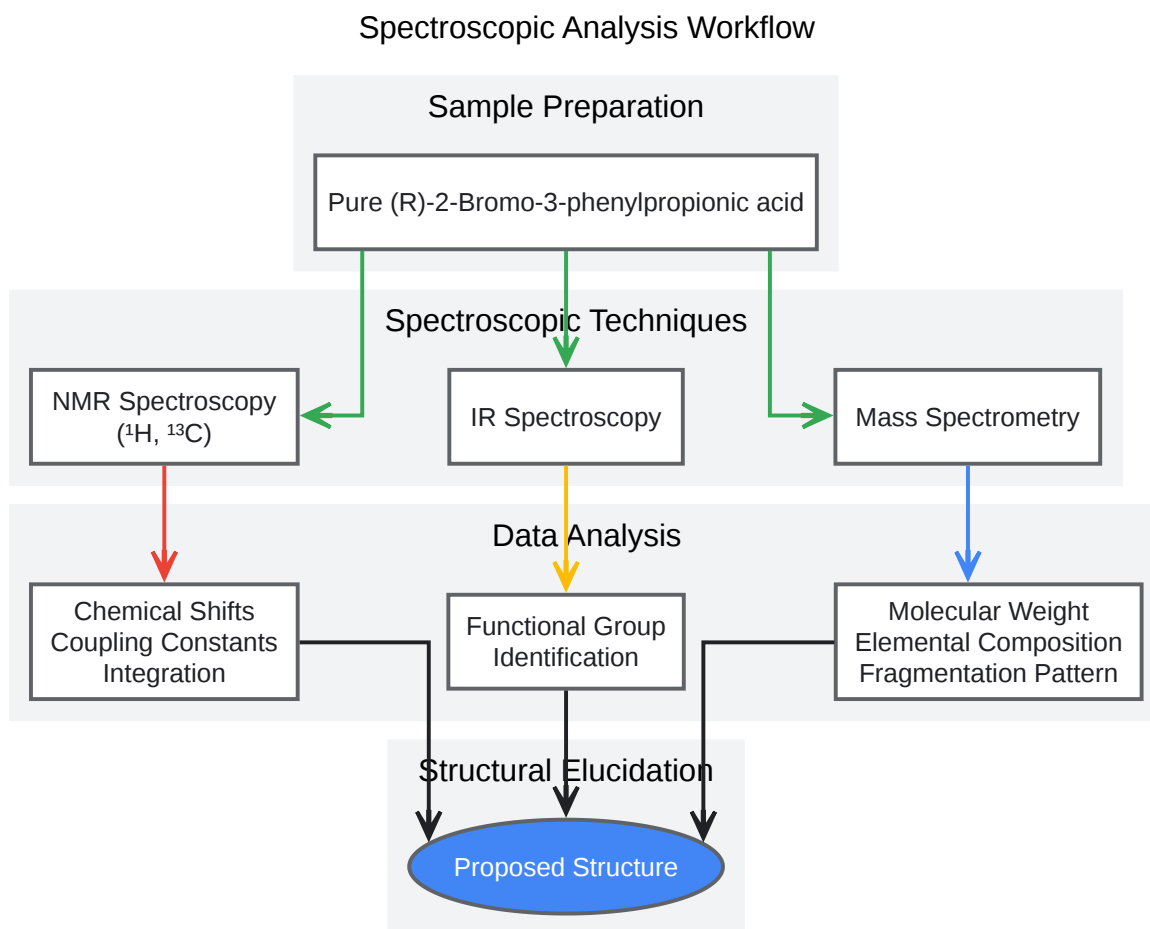 Spectroscopic Analysis Workflow
Sample Preparation
Pure (R)-2-Bromo-3-phenylpropionic acid
Spectroscopic Techniques
NMR Spectroscopy
(¹H, ¹³C)
IR Spectroscopy
Mass Spectrometry
Data Analysis
Chemical Shifts
Coupling Constants
Integration
Functional Group
Identification
Molecular Weight
Elemental Composition
Fragmentation Pattern
Structural Elucidation
Proposed Structure